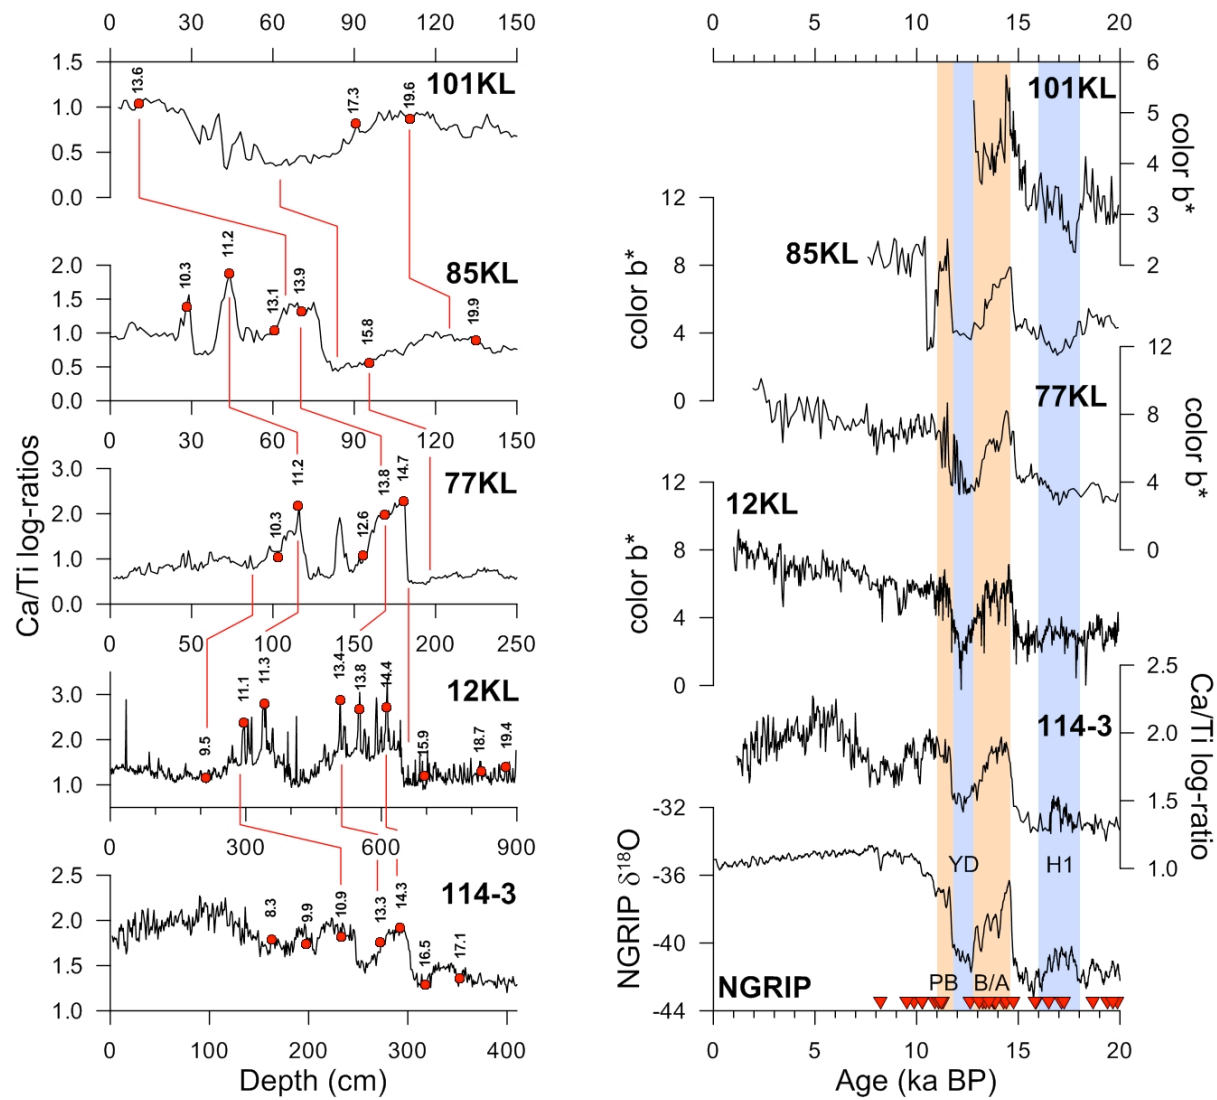 0 30 60 90 120 150
1.5
1.0
0.5
0.0
101KL
13.6
17.3
19.6
2.0
1.5
1.0
0.5
0.0
85KL
10.3
11.2
13.1
13.9
15.8
19.9
0 30 60 90 120 150
3.0
2.0
1.0
0.0
77KL
10.3
11.2
12.6
13.8
14.7
0 50 100 150 200 250
3.0
2.0
1.0
12KL
9.5
11.1
11.3
13.4
13.8
14.4
15.9
18.7
19.4
0 300 600 900
2.5
2.0
1.5
1.0
114-3
8.3
9.9
10.9
13.3
14.3
16.5
17.1
0 100 200 300 400
Depth (cm)
Ca/Ti log-ratios
0 5 10 15 20
6
5
4
3
2
color b*
101KL
12
8
4
0
color b*
85KL
12
8
4
0
color b*
77KL
12
8
4
0
color b*
12KL
2.5
2.0
1.5
1.0
Ca/Ti log-ratio
114-3
-32
-36
-40
-44
NGRIP δ18O
YD
H1
PB
B/A
NGRIP
0 5 10 15 20
Age (ka BP)